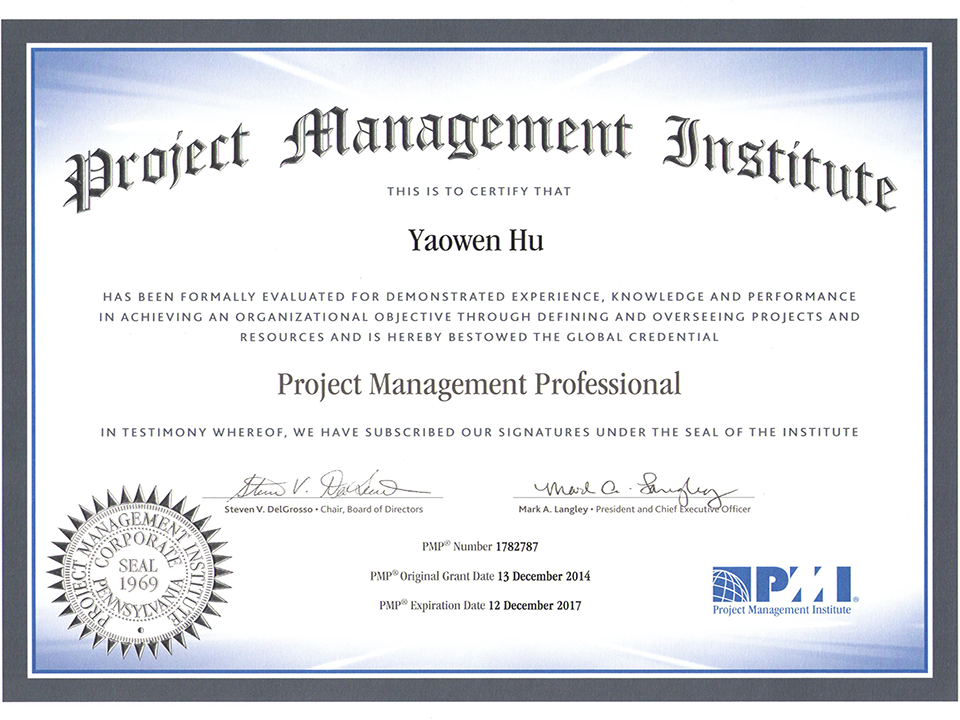 Project Management Institute
THIS IS TO CERTIFY THAT
Yaowen Hu
HAS BEEN FORMALLY EVALUATED FOR DEMONSTRATED EXPERIENCE, KNOWLEDGE AND PERFORMANCE
IN ACHIEVING AN ORGANIZATIONAL OBJECTIVE THROUGH DEFINING AND OVERSEEING PROJECTS AND
RESOURCES AND IS HEREBY BESTOWED THE GLOBAL CREDENTIAL
Project Management Professional
IN TESTIMONY WHEREOF, WE HAVE SUBSCRIBED OUR SIGNATURES UNDER THE SEAL OF THE INSTITUTE
Steven V. DelGrosso • Chair, Board of Directors
Mark A. Langley • President and Chief Executive Officer
PROJECT MANAGEMENT INSTITUTE
CORPORATE
SEAL
1969
PENNSYLVANIA
PMP® Number 1782787
PMP® Original Grant Date 13 December 2014
PMP® Expiration Date 12 December 2017
PMI®
Project Management Institute